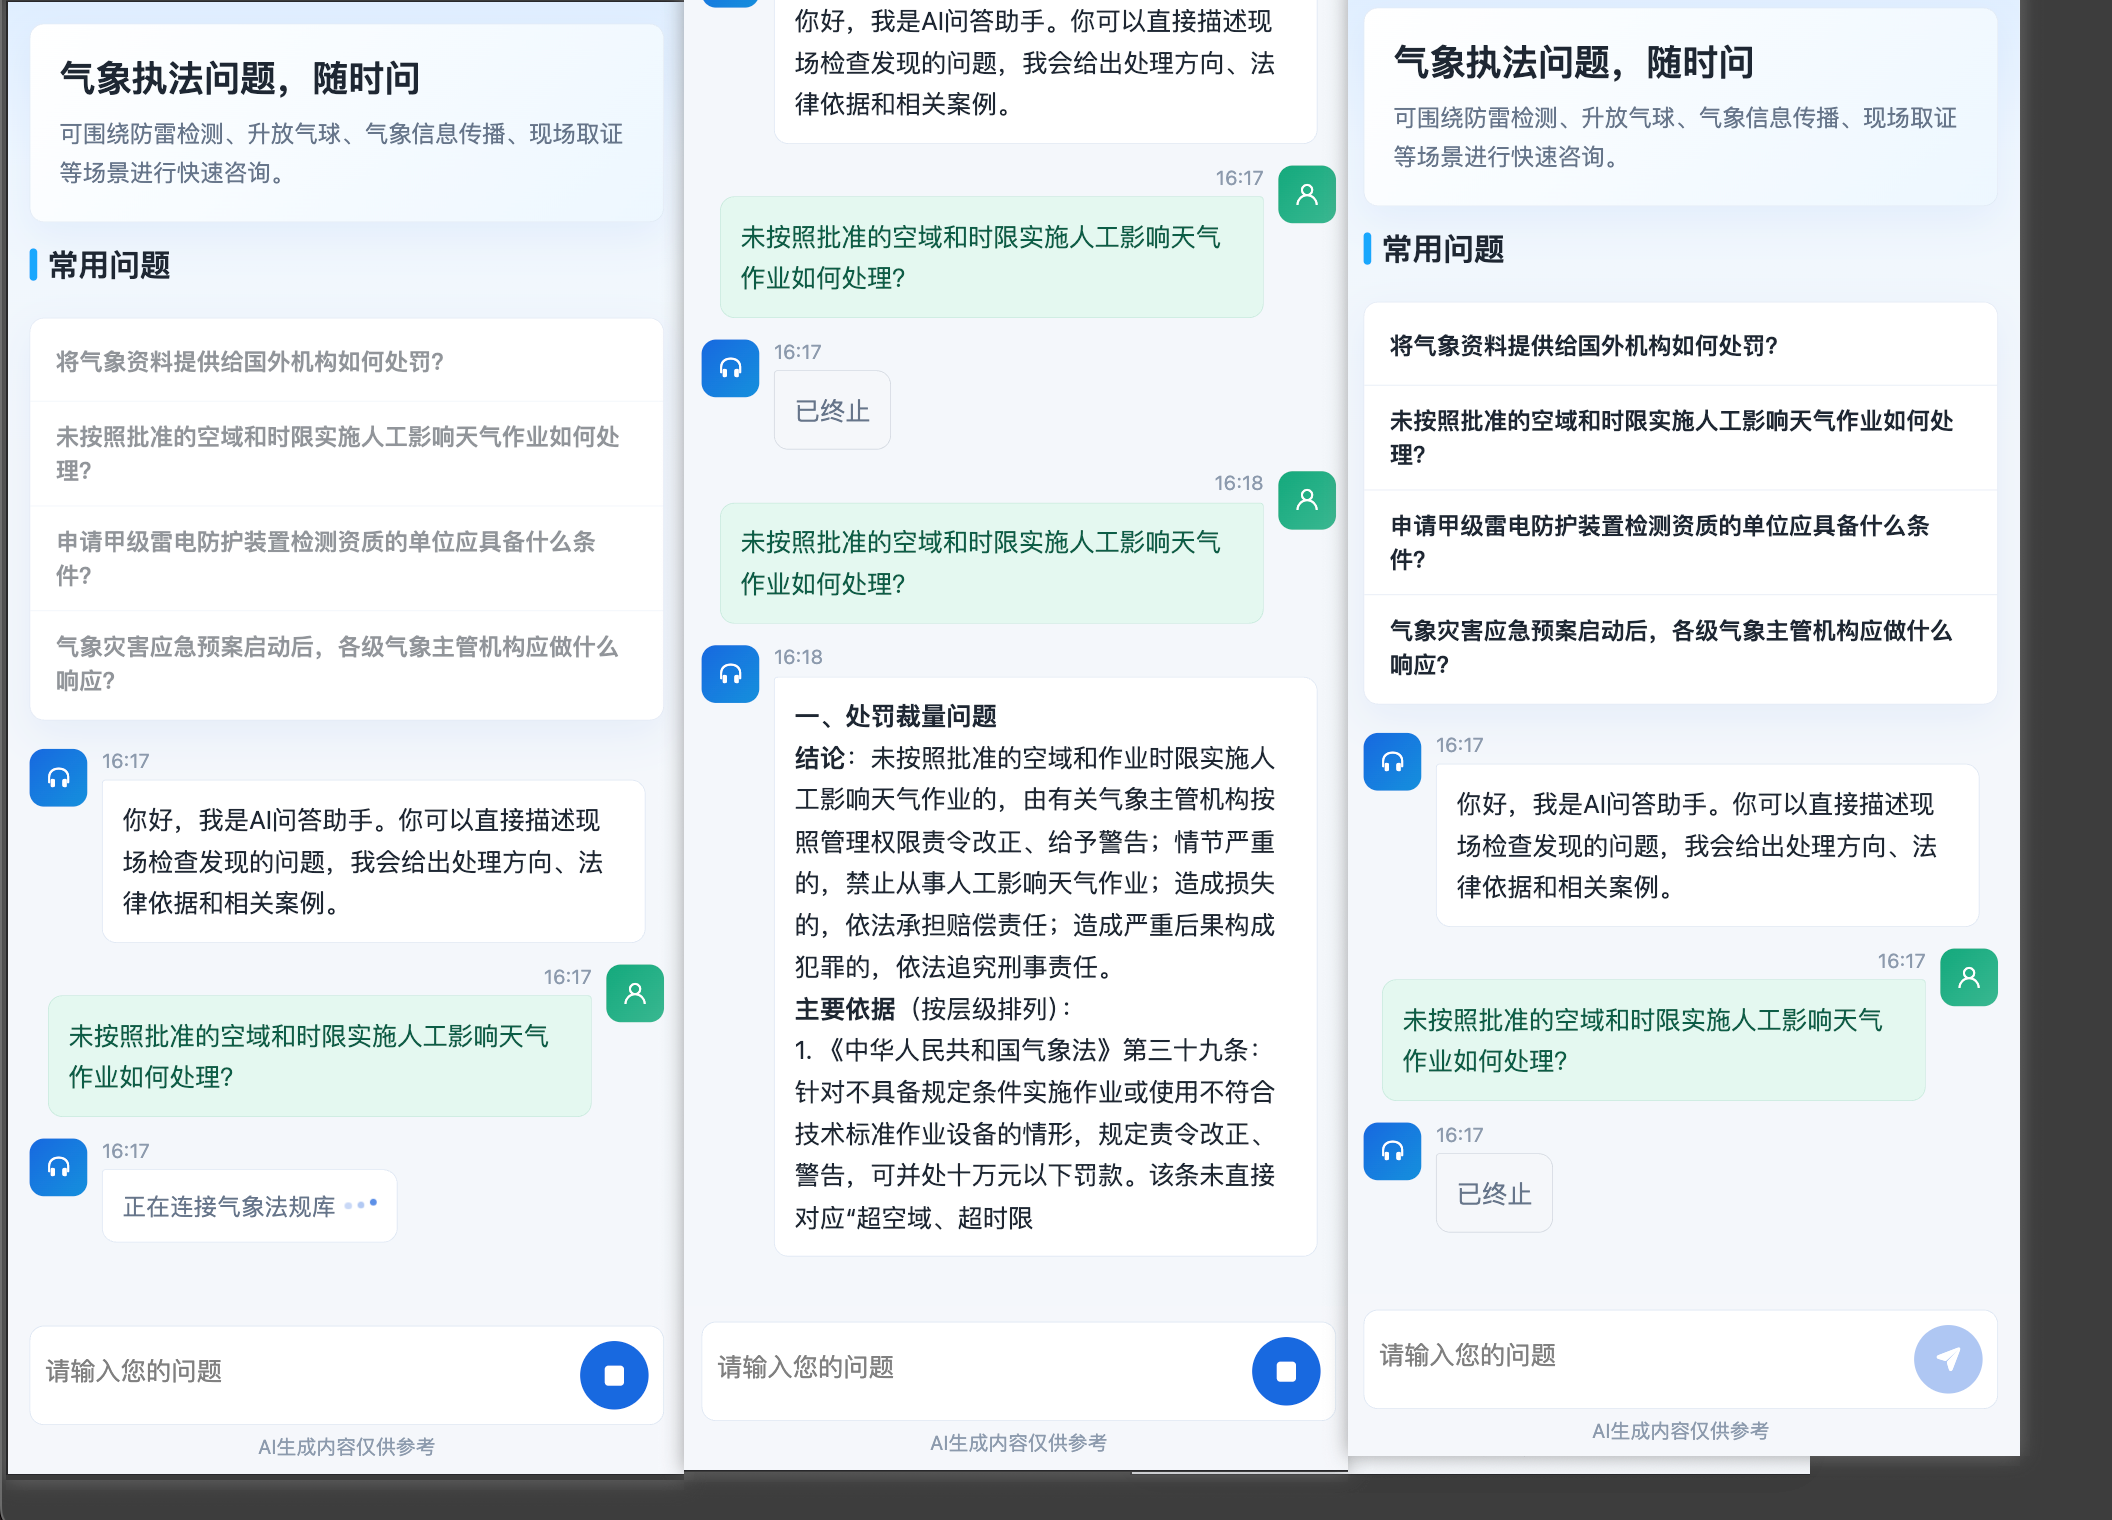 气象执法问题，随时问
可围绕防雷检测、升放气球、气象信息传播、现场取证
等场景进行快速咨询。
常用问题
将气象资料提供给国外机构如何处罚?
未按照批准的空域和时限实施人工影响天气作业如何处
理?
申请甲级雷电防护装置检测资质的单位应具备什么条
件?
气象灾害应急预案启动后，各级气象主管机构应做什么
响应?
16:17
你好，我是AI问答助手。你可以直接描述现
场检查发现的问题，我会给出处理方向、法
律依据和相关案例。
16:17
未按照批准的空域和时限实施人工影响天气
作业如何处理?
16:17
正在连接气象法规库
请输入您的问题
AI生成内容仅供参考
你好，我是AI问答助手。你可以直接描述现
场检查发现的问题，我会给出处理方向、法
律依据和相关案例。
16:17
未按照批准的空域和时限实施人工影响天气
作业如何处理?
16:17
已终止
16:18
未按照批准的空域和时限实施人工影响天气
作业如何处理?
16:18
一、处罚裁量问题
结论：未按照批准的空域和作业时限实施人
工影响天气作业的，由有关气象主管机构按
照管理权限责令改正、给予警告；情节严重
的，禁止从事人工影响天气作业；造成损失
的，依法承担赔偿责任；造成严重后果构成
犯罪的，依法追究刑事责任。
主要依据（按层级排列）：
1. 《中华人民共和国气象法》第三十九条：
针对不具备规定条件实施作业或使用不符合
技术标准作业设备的情形，规定责令改正、
警告，可并处十万元以下罚款。该条未直接
对应“超空域、超时限
请输入您的问题
AI生成内容仅供参考
气象执法问题，随时问
可围绕防雷检测、升放气球、气象信息传播、现场取证
等场景进行快速咨询。
常用问题
将气象资料提供给国外机构如何处罚?
未按照批准的空域和时限实施人工影响天气作业如何处
理?
申请甲级雷电防护装置检测资质的单位应具备什么条
件?
气象灾害应急预案启动后，各级气象主管机构应做什么
响应?
16:17
你好，我是AI问答助手。你可以直接描述现
场检查发现的问题，我会给出处理方向、法
律依据和相关案例。
16:17
未按照批准的空域和时限实施人工影响天气
作业如何处理?
16:17
已终止
请输入您的问题
AI生成内容仅供参考